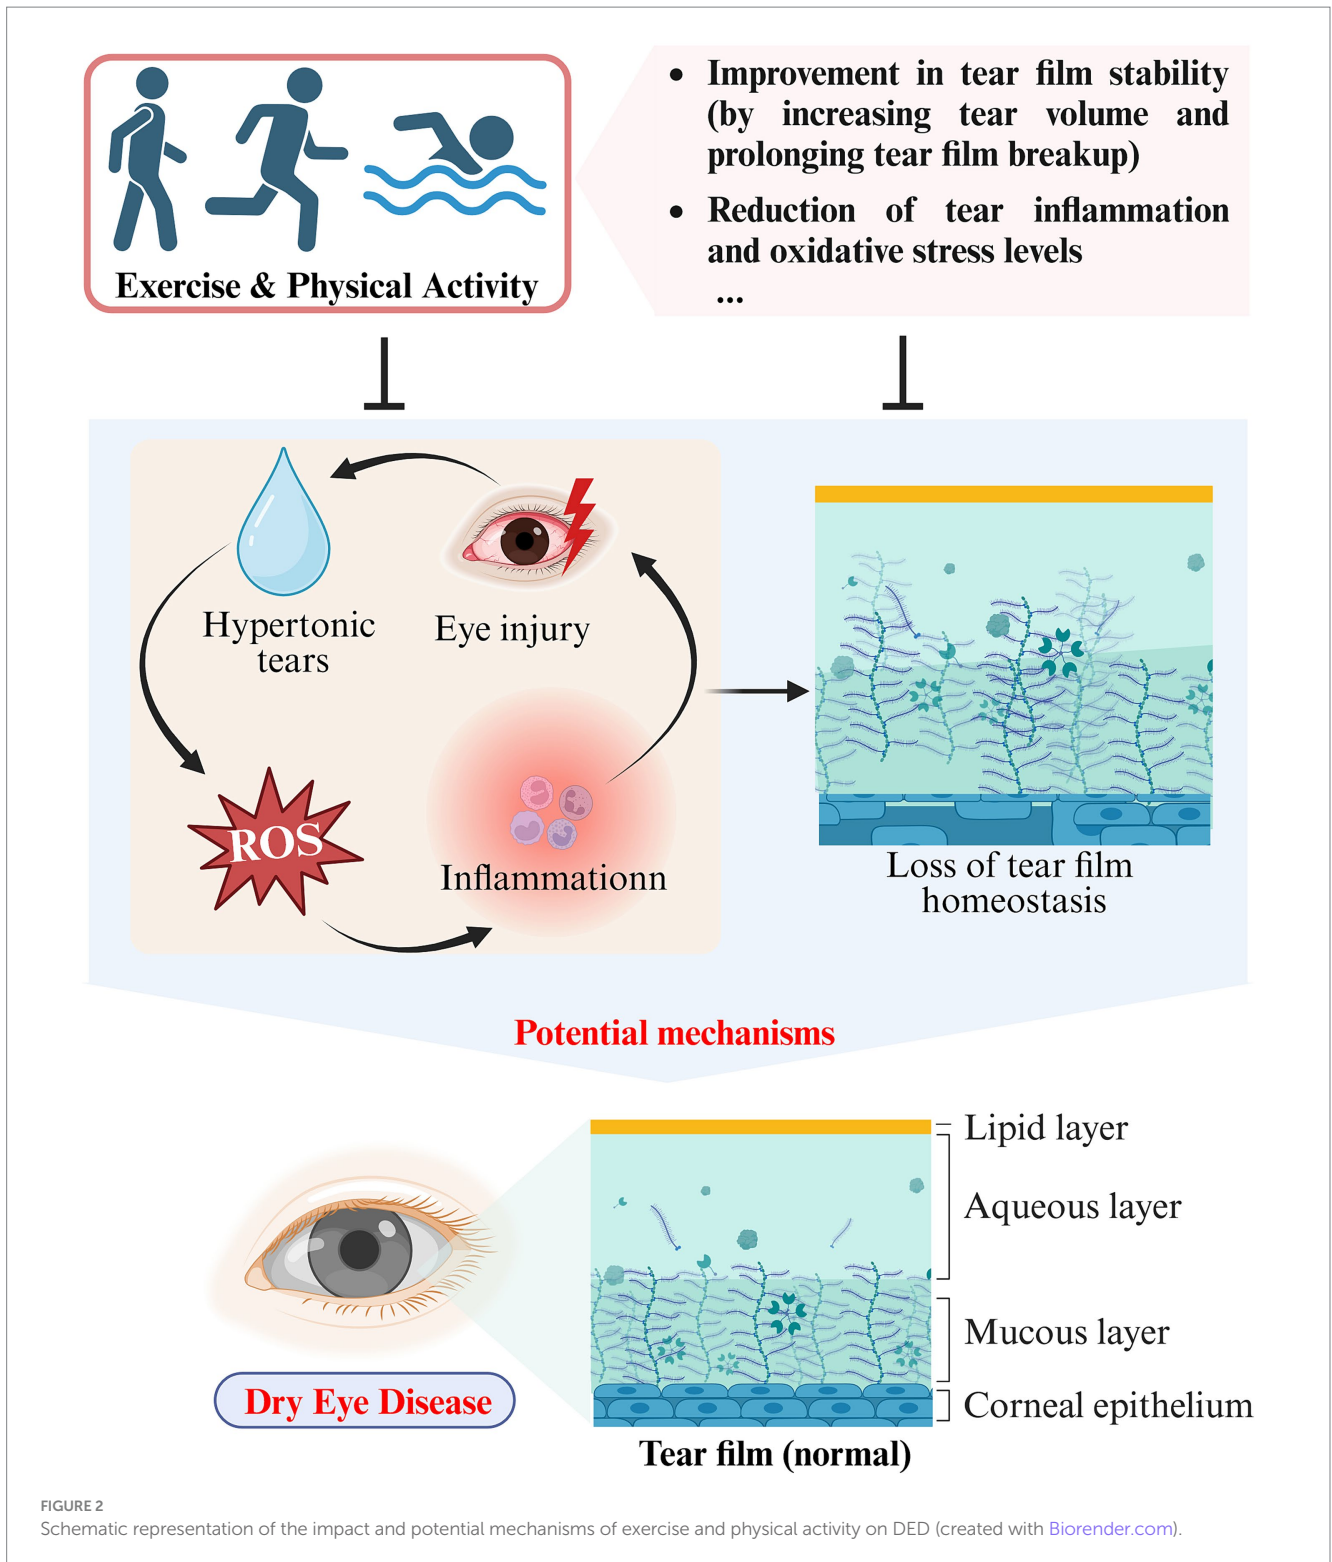 Exercise & Physical Activity
• Improvement in tear film stability
(by increasing tear volume and
prolonging tear film breakup)
• Reduction of tear inflammation
and oxidative stress levels
...
Hypertonic
tears
Eye injury
ROS
Inflammationn
Loss of tear film
homeostasis
Potential mechanisms
Lipid layer
Aqueous layer
Mucous layer
Corneal epithelium
Dry Eye Disease
Tear film (normal)
FIGURE 2
Schematic representation of the impact and potential mechanisms of exercise and physical activity on DED (created with Biorender.com).